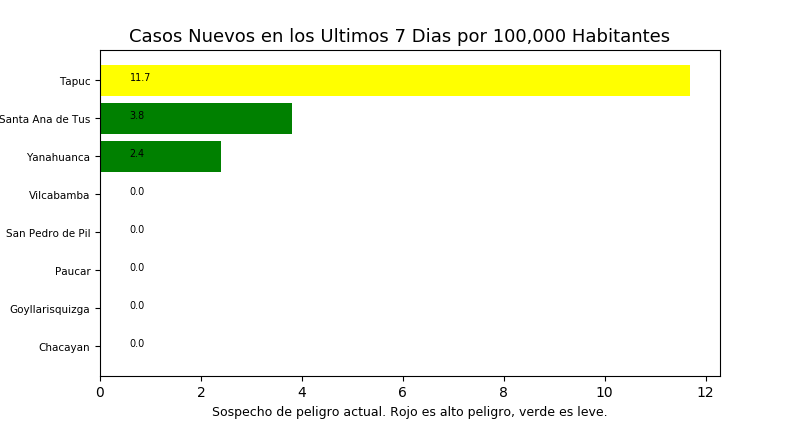 Casos Nuevos en los Ultimos 7 Dias por 100,000 Habitantes
Tapuc 11.7
Santa Ana de Tus 3.8
Yanahuanca 2.4
Vilcabamba 0.0
San Pedro de Pil 0.0
Paucar 0.0
Goyllarisquizga 0.0
Chacayan 0.0
0 2 4 6 8 10 12
Sospecho de peligro actual. Rojo es alto peligro, verde es leve.